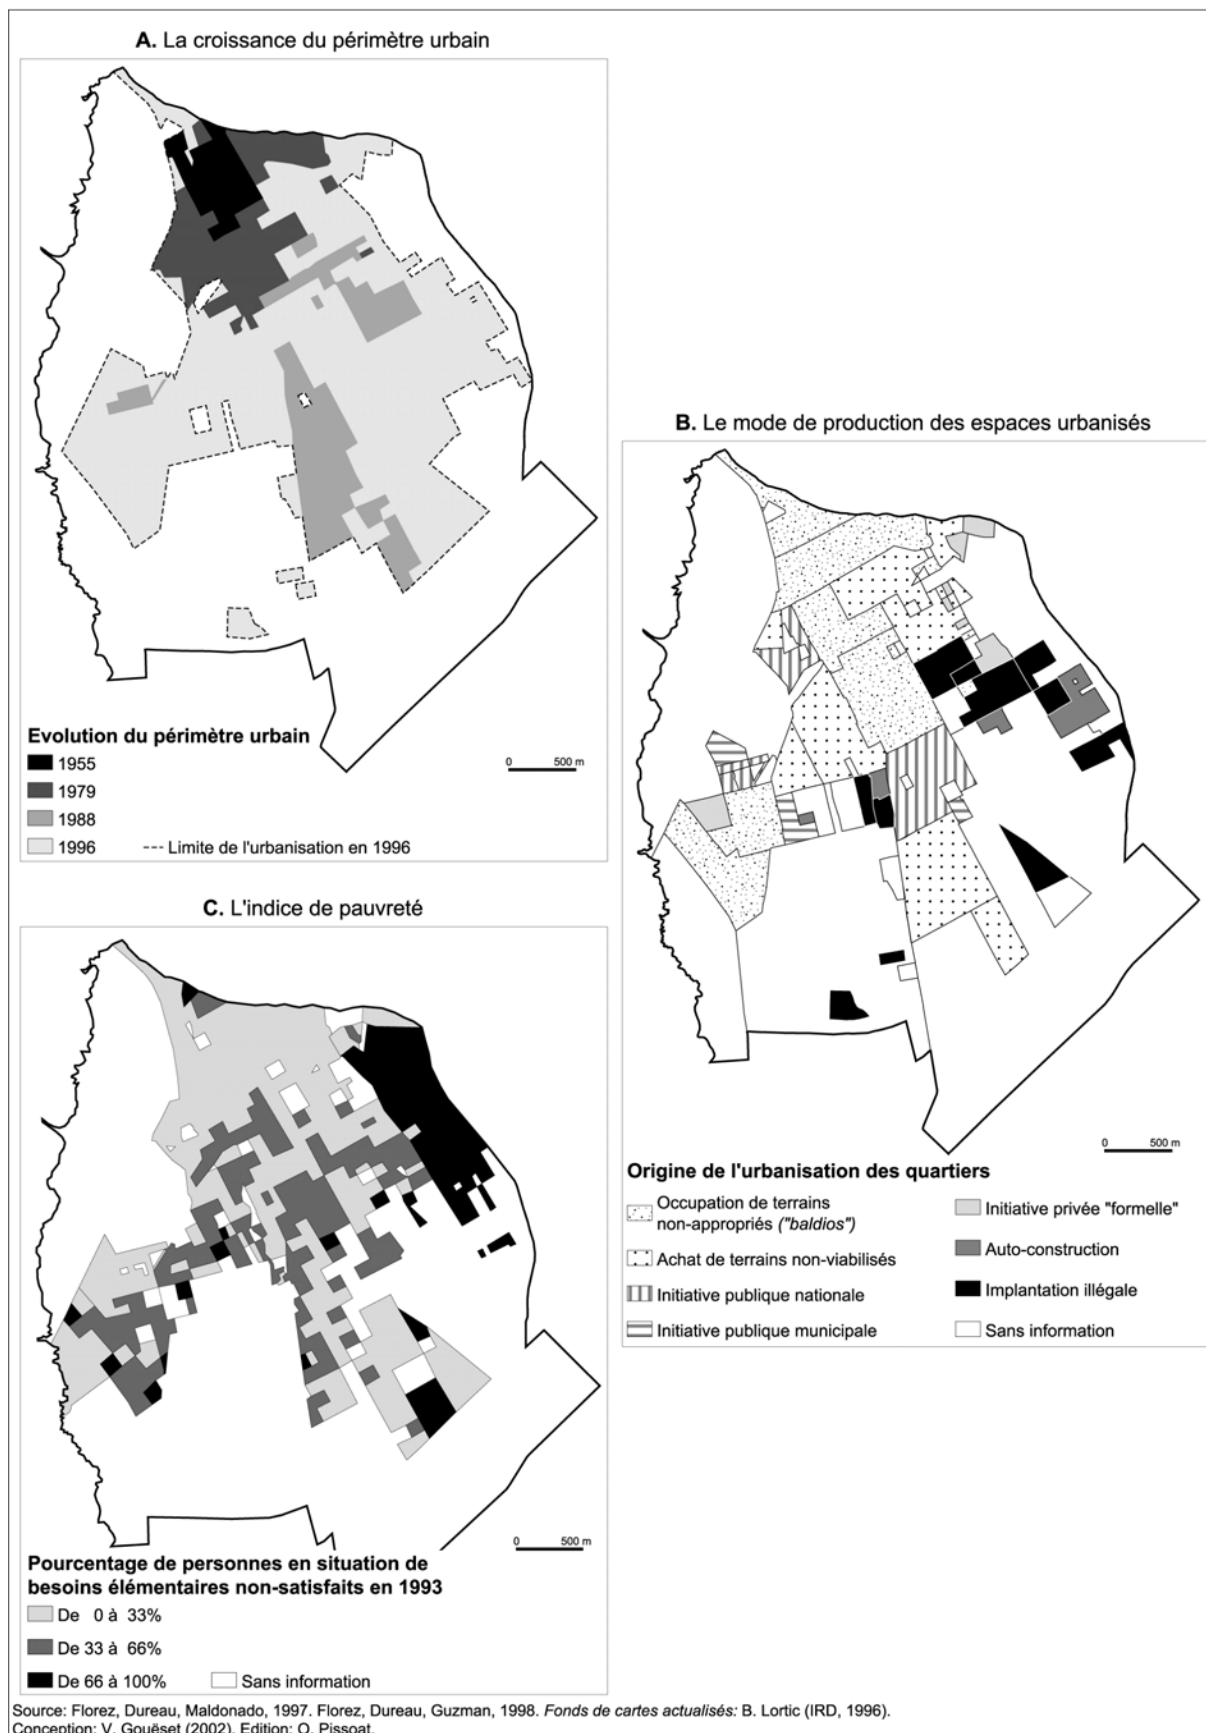 A. La croissance du périmètre urbain
Evolution du périmètre urbain
1955
1979
1988
1996
Limite de l'urbanisation en 1996
0 500 m
B. Le mode de production des espaces urbanisés
0 500 m
Origine de l'urbanisation des quartiers
Occupation de terrains
non-appropriés ("baldios")
Achat de terrains non-viabilisés
Initiative publique nationale
Initiative publique municipale
Initiative privée "formelle"
Auto-construction
Implantation illégale
Sans information
C. L'indice de pauvreté
0 500 m
Pourcentage de personnes en situation de
besoins élémentaires non-satisfaits en 1993
De 0 à 33%
De 33 à 66%
De 66 à 100%
Sans information
Source: Florez, Dureau, Maldonado, 1997. Florez, Dureau, Guzman, 1998. Fonds de cartes actualisés: B. Lortic (IRD, 1996).
Conception: V. Gouëset (2002). Edition: O. Pissoat.